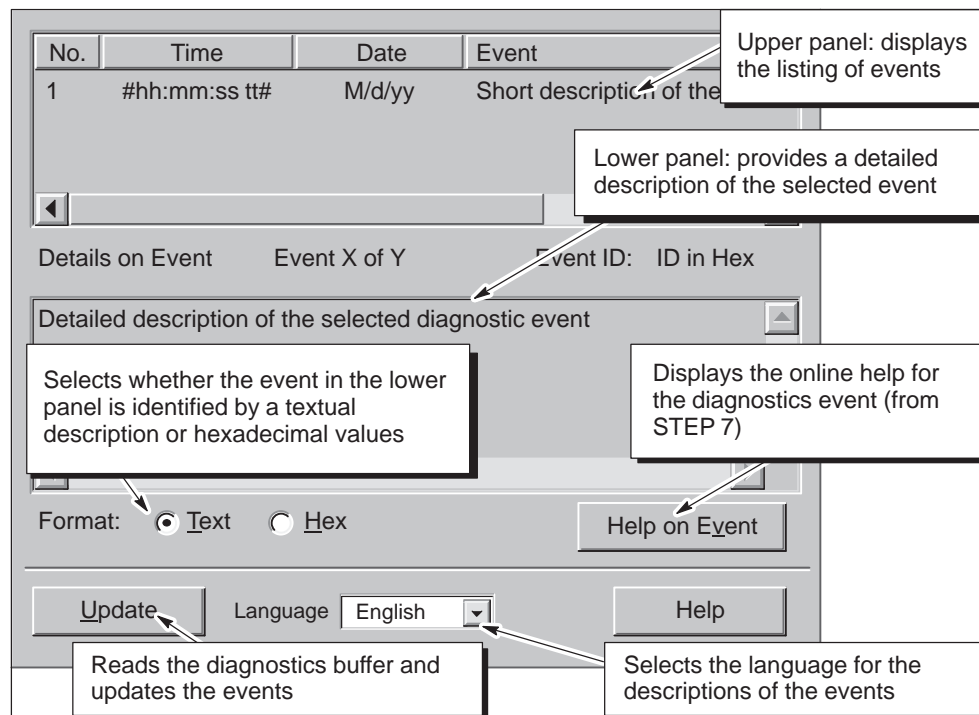 No. Time Date Event
Upper panel: displays
the listing of events
1 #hh:mm:ss tt# M/d/yy Short description of the
Lower panel: provides a detailed
description of the selected event
Details on Event Event X of Y Event ID: ID in Hex
Detailed description of the selected diagnostic event
Selects whether the event in the lower
panel is identified by a textual
description or hexadecimal values
Displays the online help for
the diagnostics event (from
STEP 7)
Format: Text Hex
Help on Event
Update Language English Help
Reads the diagnostics buffer and
updates the events
Selects the language for the
descriptions of the events